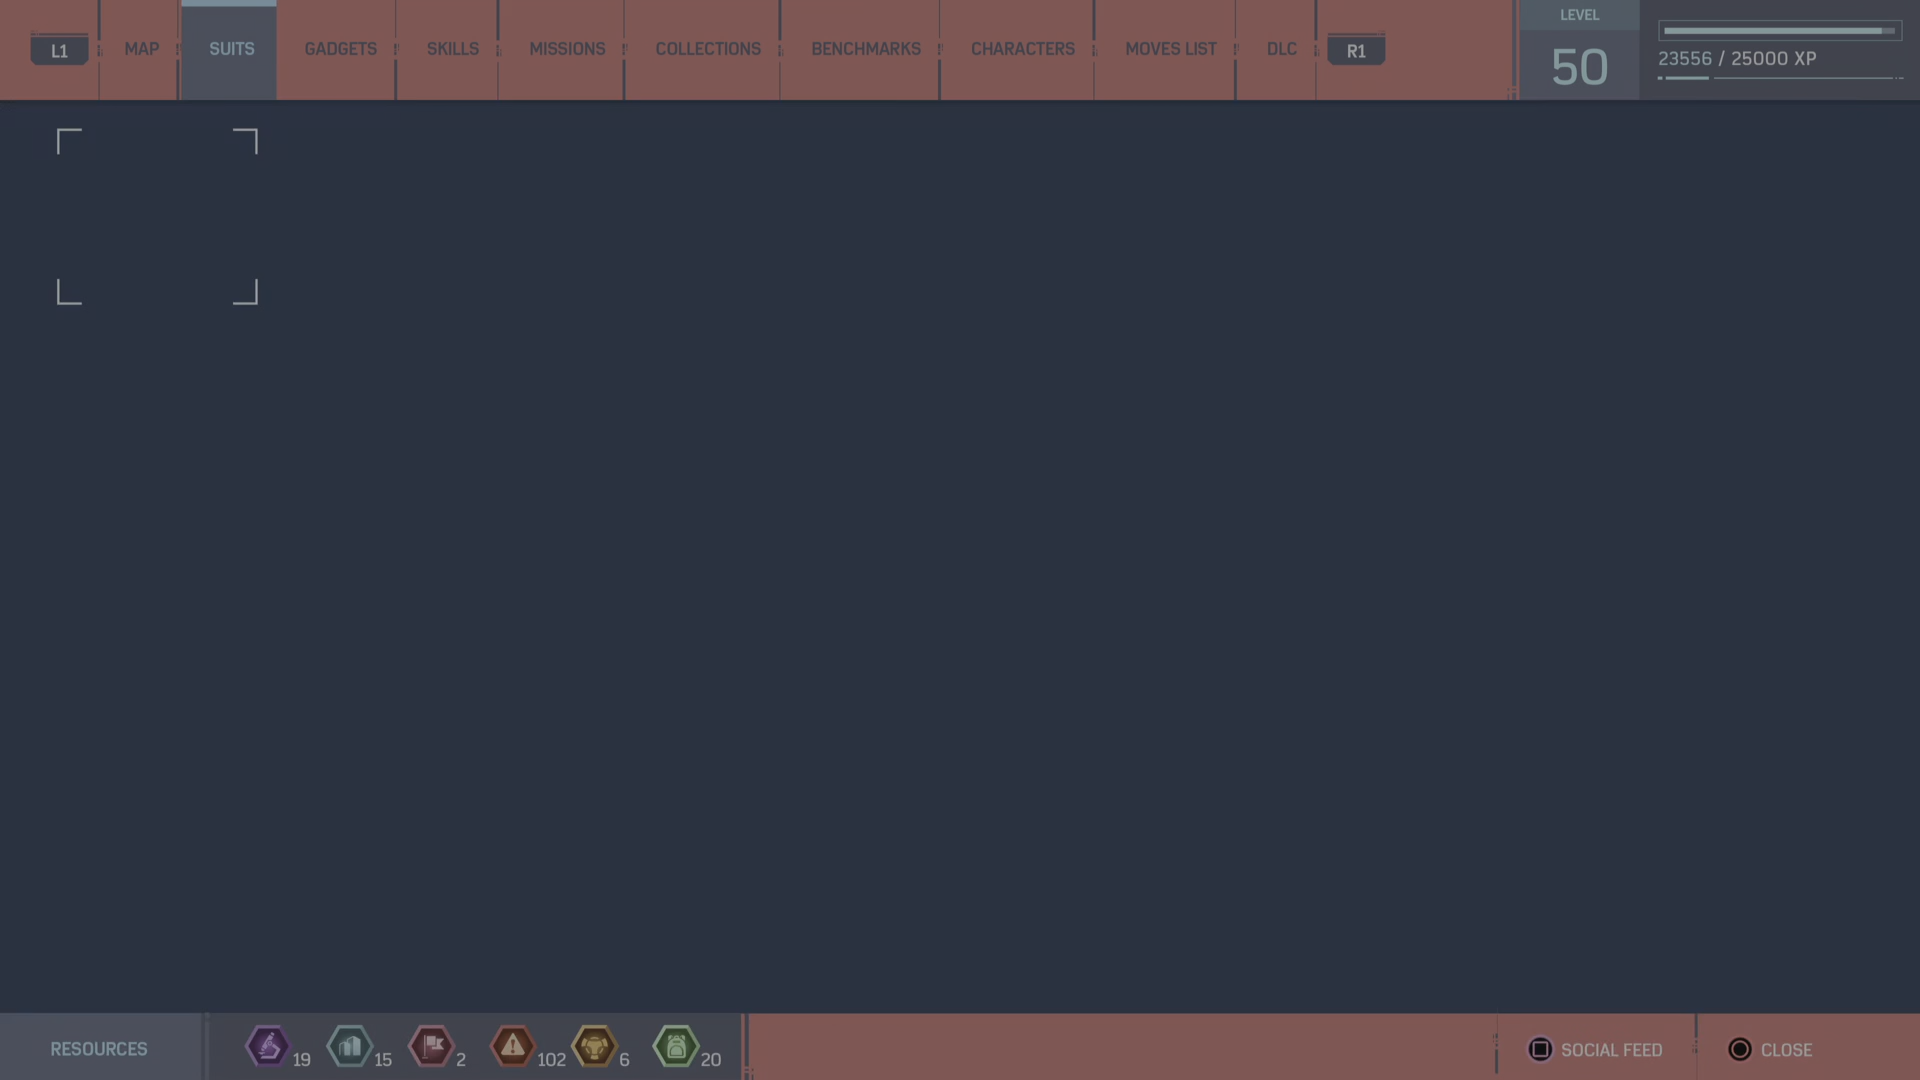 L1 MAP SUITS GADGETS SKILLS MISSIONS COLLECTIONS BENCHMARKS CHARACTERS MOVES LIST DLC R1
LEVEL
50
23556 / 25000 XP
RESOURCES 19 15 2 102 6 20 SOCIAL FEED CLOSE